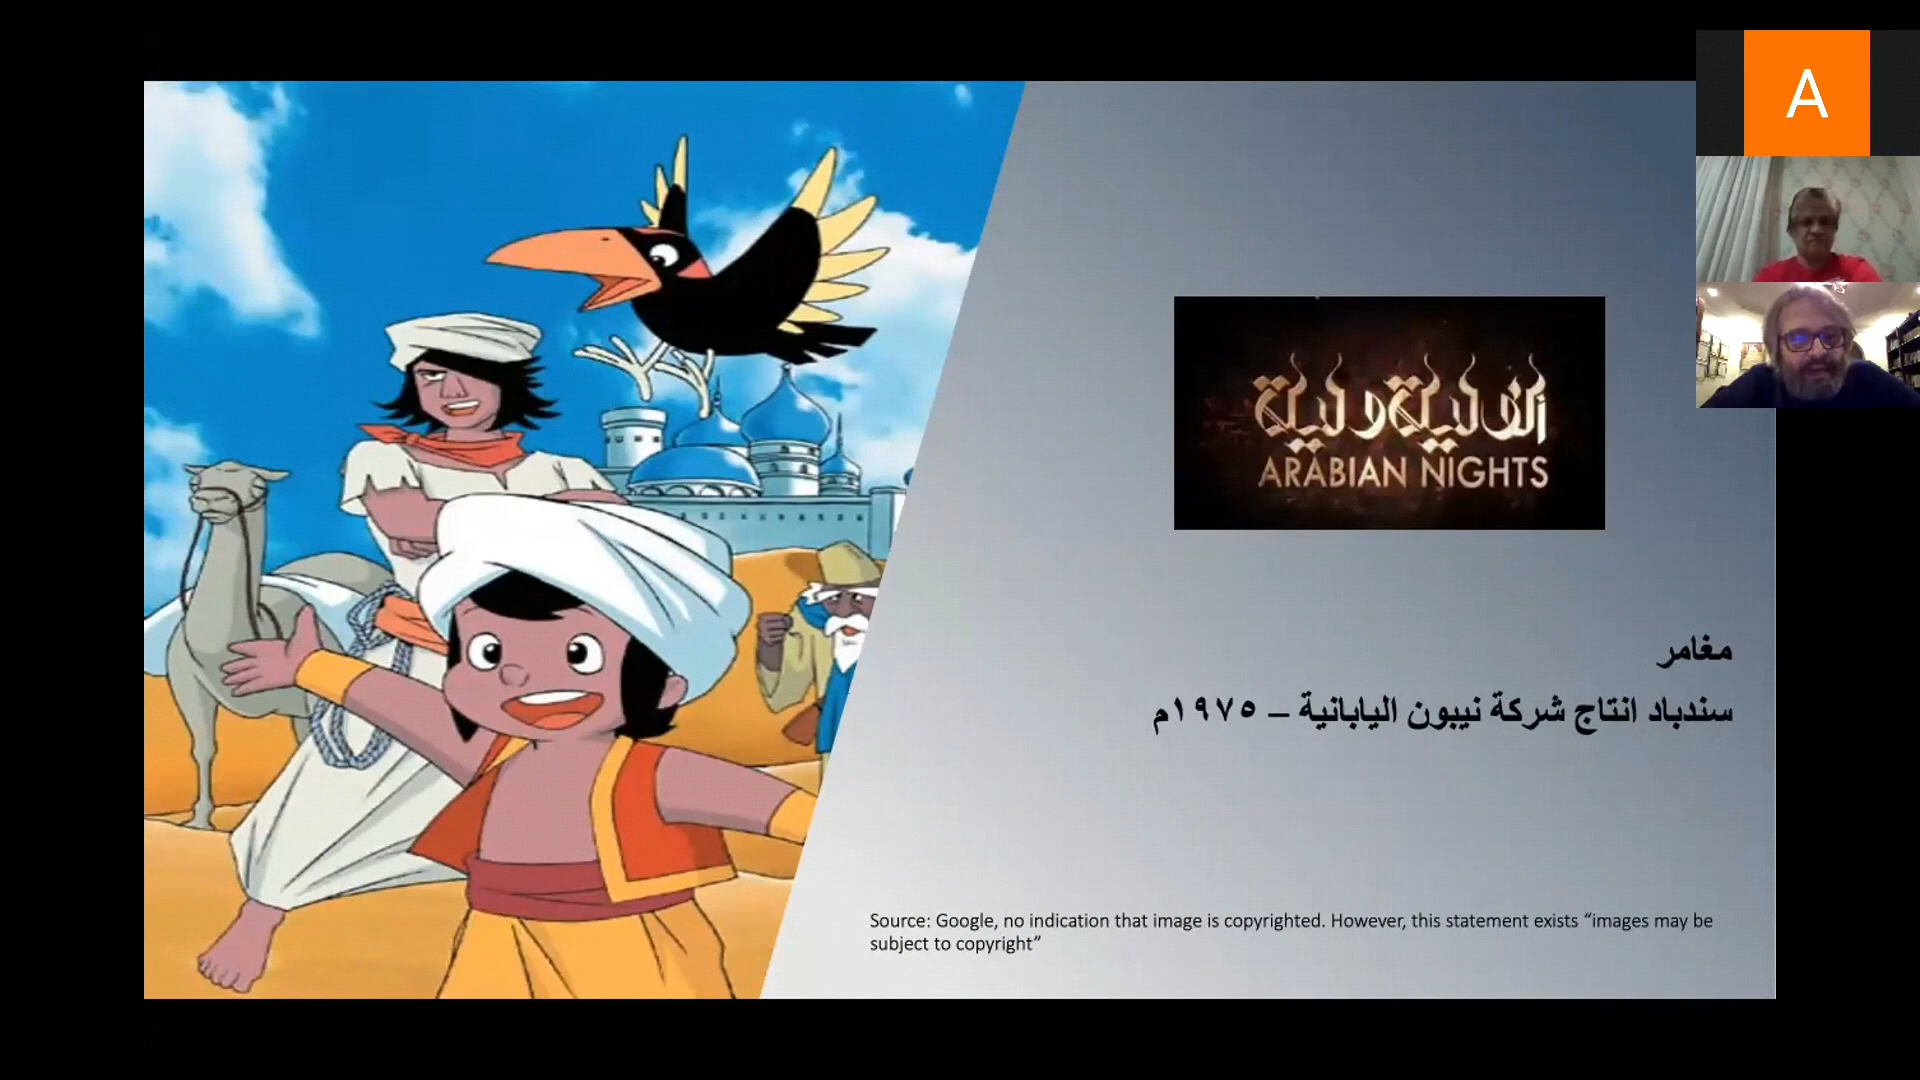 A
ألف ليلة وليلة
ARABIAN NIGHTS
مغامر
سندباد انتاج شركة نيبون اليابانية – ١٩٧٥م
Source: Google, no indication that image is copyrighted. However, this statement exists “images may be
subject to copyright”